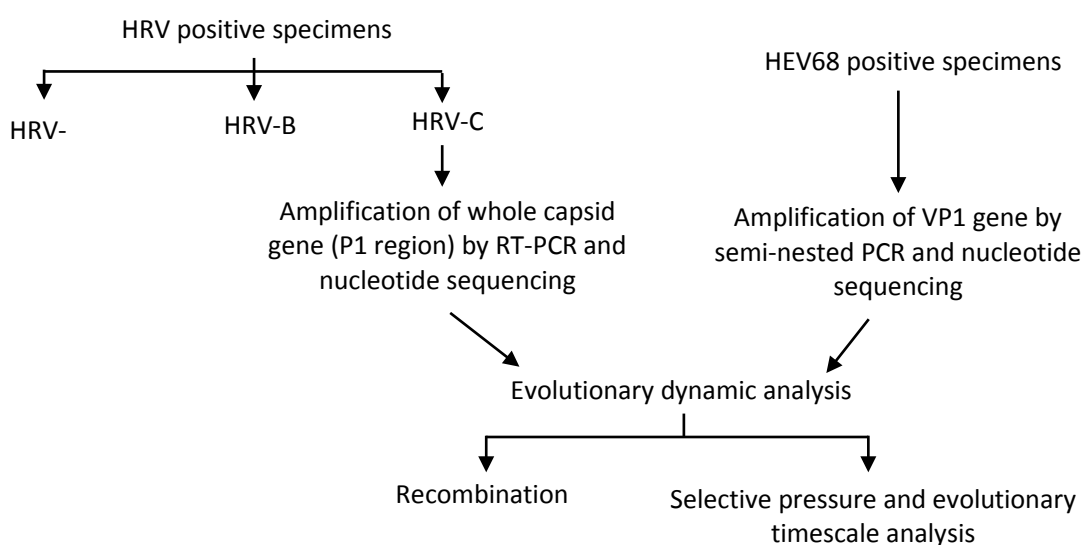 HRV positive specimens
HEV68 positive specimens
HRV-
HRV-B
HRV-C
Amplification of whole capsid
gene (P1 region) by RT-PCR and
nucleotide sequencing
Amplification of VP1 gene by
semi-nested PCR and nucleotide
sequencing
Evolutionary dynamic analysis
Recombination
Selective pressure and evolutionary
timescale analysis